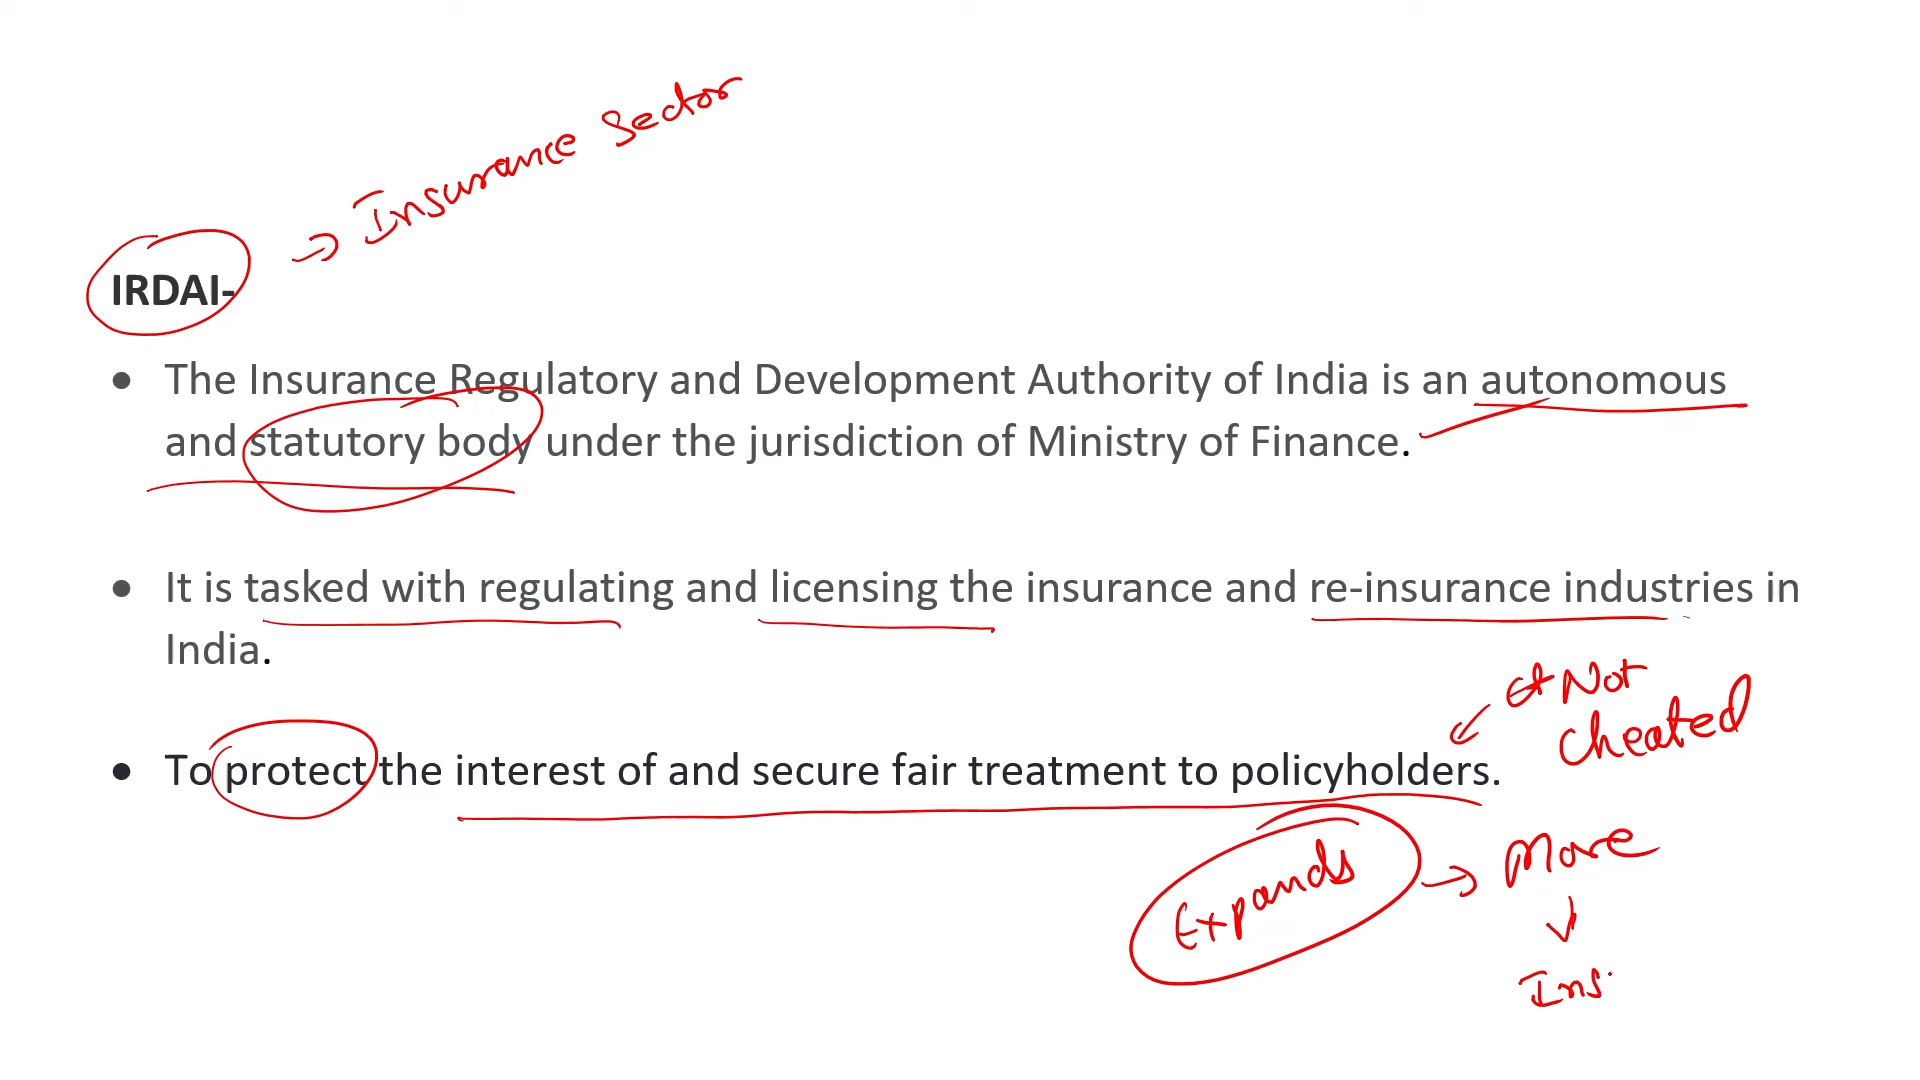 → Insurance Sector
IRDAI-
● The Insurance Regulatory and Development Authority of India is an autonomous
and statutory body under the jurisdiction of Ministry of Finance.
● It is tasked with regulating and licensing the insurance and re-insurance industries in
India.
Not
cheated
● To protect the interest of and secure fair treatment to policyholders.
Expands → More
↓
Ins.